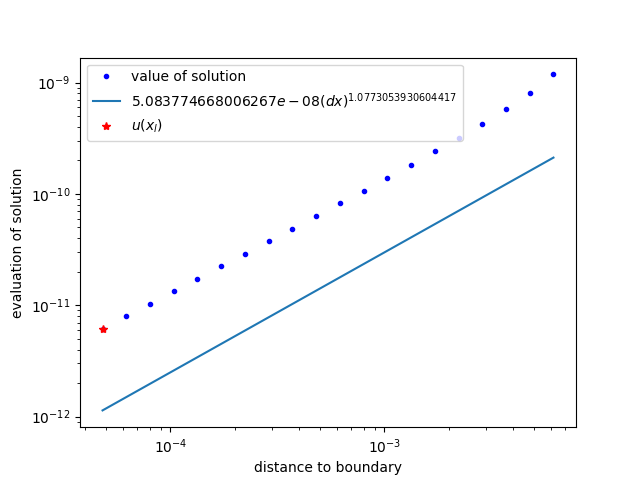 value of solution
5.083774668006267e − 08(dx)^1.0773053930604417
u(x_l)
10^−9
10^−10
10^−11
10^−12
evaluation of solution
10^−4
10^−3
distance to boundary